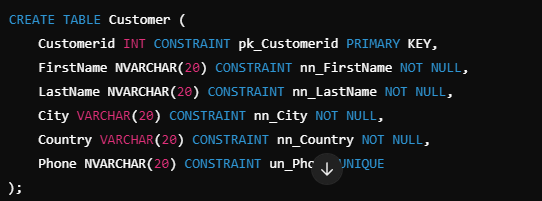 CREATE TABLE Customer (
    Customerid INT CONSTRAINT pk_Customerid PRIMARY KEY,
    FirstName NVARCHAR(20) CONSTRAINT nn_FirstName NOT NULL,
    LastName NVARCHAR(20) CONSTRAINT nn_LastName NOT NULL,
    City VARCHAR(20) CONSTRAINT nn_City NOT NULL,
    Country VARCHAR(20) CONSTRAINT nn_Country NOT NULL,
    Phone NVARCHAR(20) CONSTRAINT UNIQUE
);